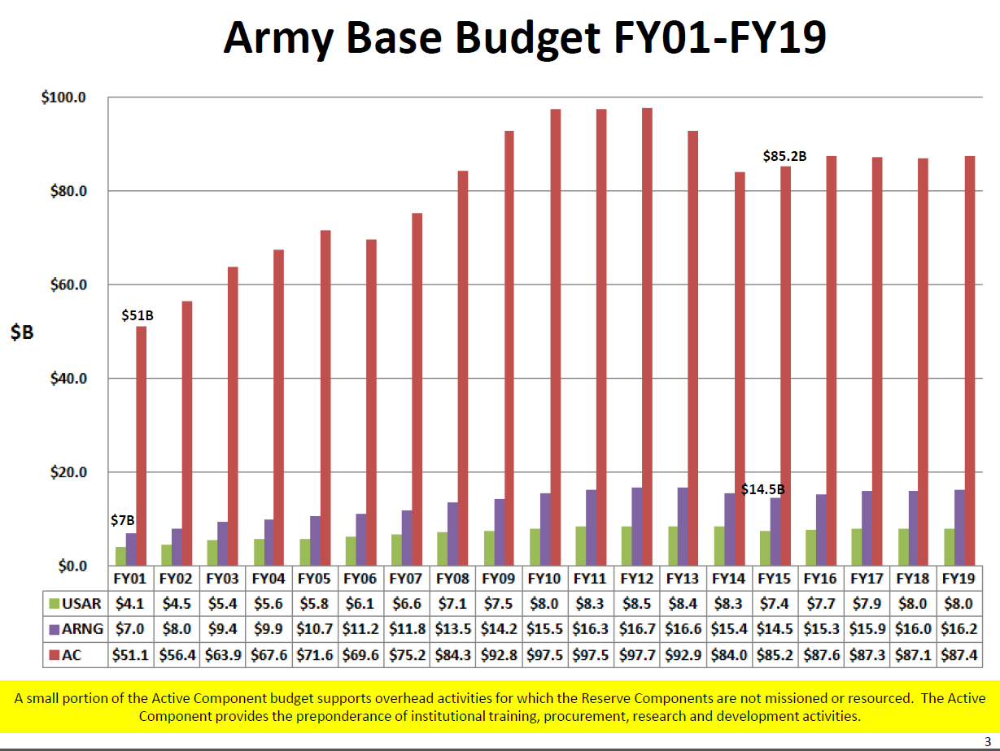 Army Base Budget FY01-FY19
$100.0
$80.0
$60.0
$40.0
$20.0
$0.0
$B
$51B
$7B
$85.2B
$14.5B
FY01 FY02 FY03 FY04 FY05 FY06 FY07 FY08 FY09 FY10 FY11 FY12 FY13 FY14 FY15 FY16 FY17 FY18 FY19
USAR $4.1 $4.5 $5.4 $5.6 $5.8 $6.1 $6.6 $7.1 $7.5 $8.0 $8.3 $8.5 $8.4 $8.3 $7.4 $7.7 $7.9 $8.0 $8.0
ARNG $7.0 $8.0 $9.4 $9.9 $10.7 $11.2 $11.8 $13.5 $14.2 $15.5 $16.3 $16.7 $16.6 $15.4 $14.5 $15.3 $15.9 $16.0 $16.2
AC $51.1 $56.4 $63.9 $67.6 $71.6 $69.6 $75.2 $84.3 $92.8 $97.5 $97.5 $97.7 $92.9 $84.0 $85.2 $87.6 $87.3 $87.1 $87.4
A small portion of the Active Component budget supports overhead activities for which the Reserve Components are not missioned or resourced.  The Active
Component provides the preponderance of institutional training, procurement, research and development activities.
3